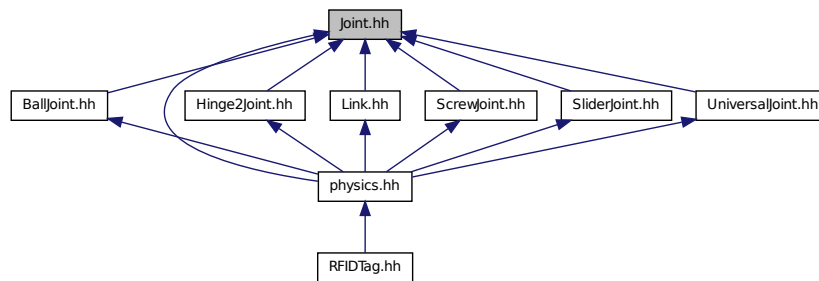 Joint.hh
BallJoint.hh
Hinge2Joint.hh
Link.hh
ScrewJoint.hh
SliderJoint.hh
UniversalJoint.hh
physics.hh
RFIDTag.hh